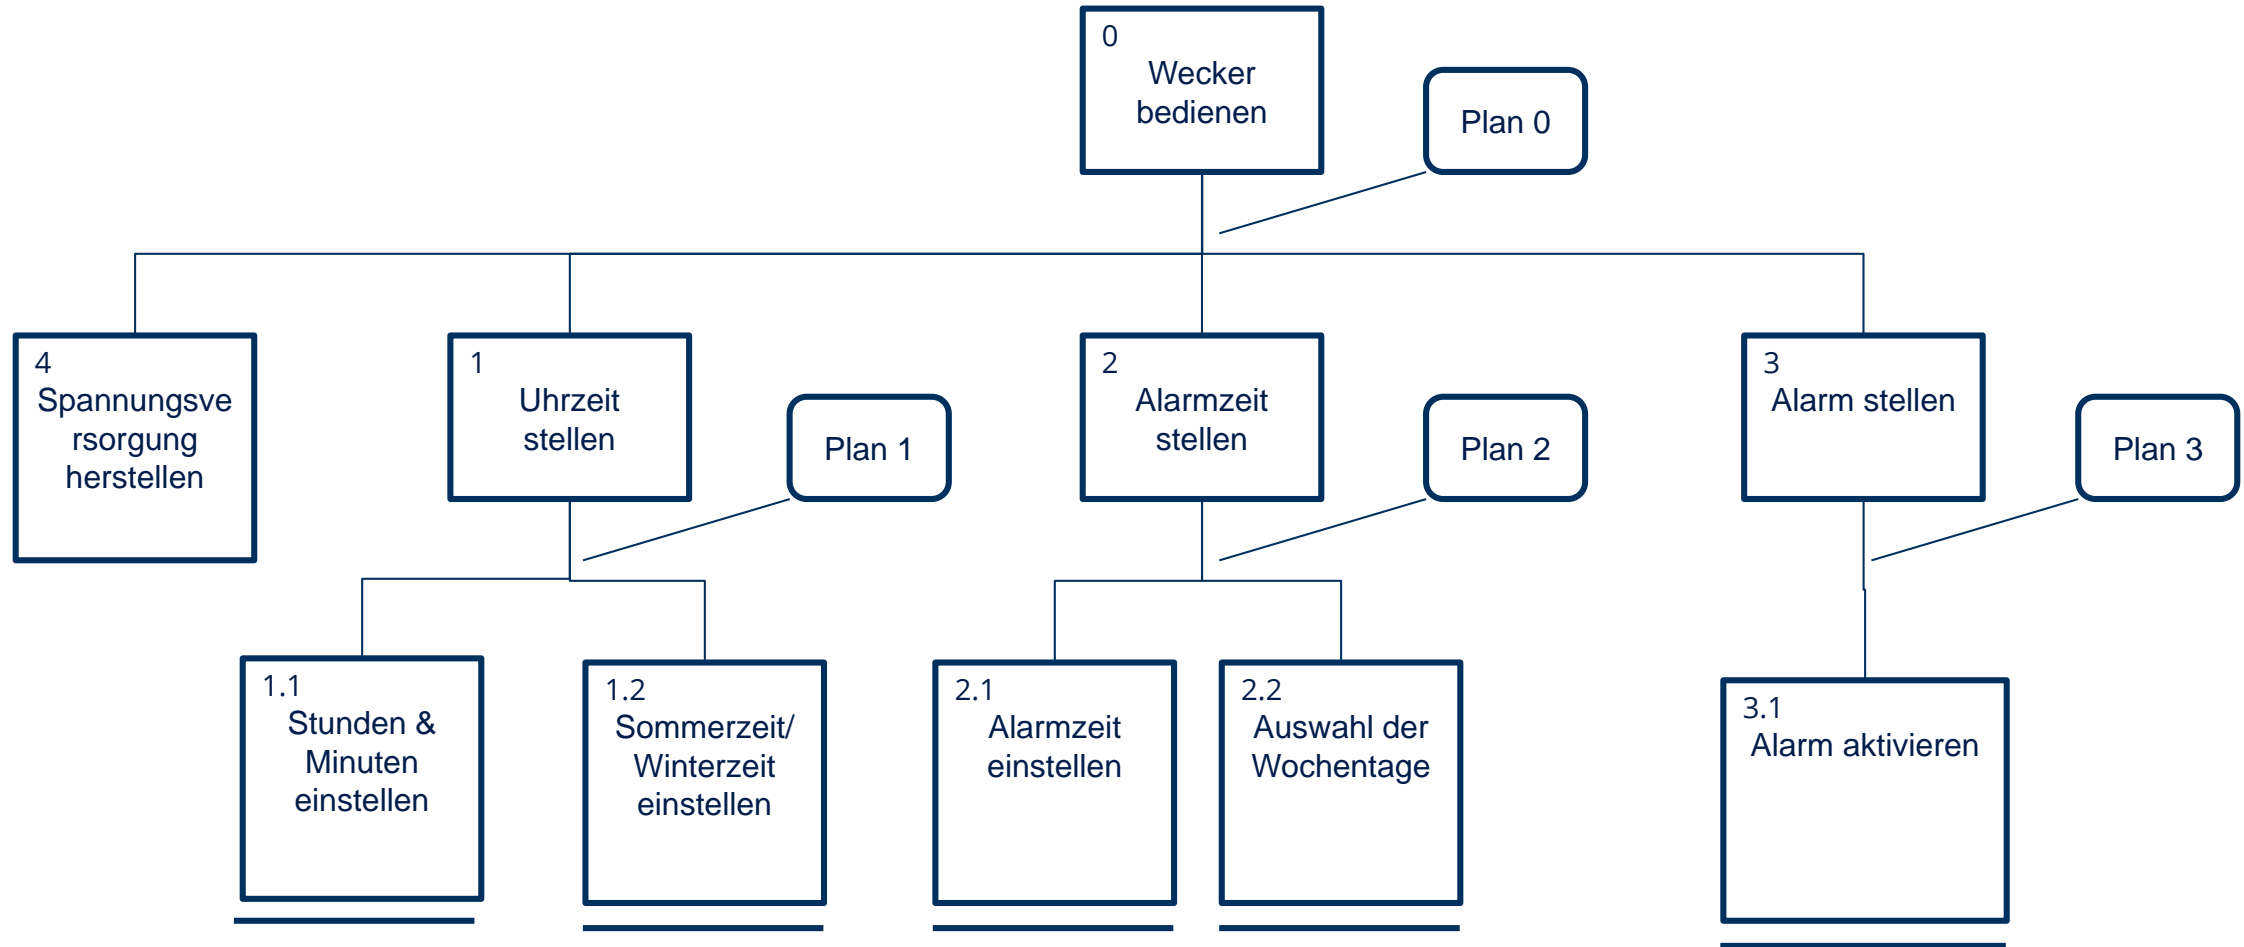 0
Wecker
bedienen
Plan 0
4
Spannungsve
rsorgung
herstellen
1
Uhrzeit
stellen
Plan 1
2
Alarmzeit
stellen
Plan 2
3
Alarm stellen
Plan 3
1.1
Stunden &
Minuten
einstellen
1.2
Sommerzeit/
Winterzeit
einstellen
2.1
Alarmzeit
einstellen
2.2
Auswahl der
Wochentage
3.1
Alarm aktivieren